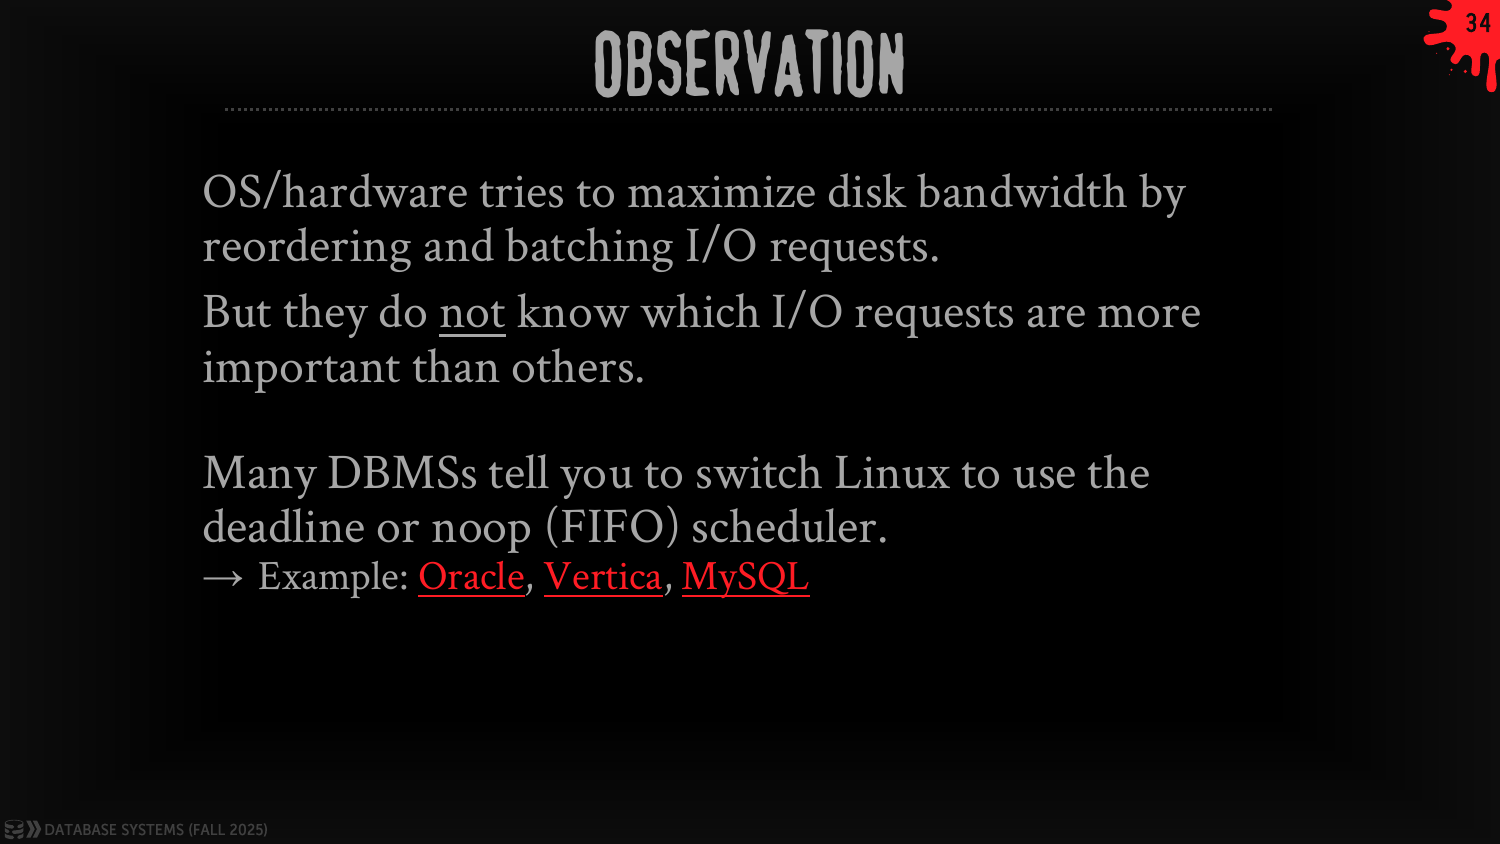 34
OBSERVATION
OS/hardware tries to maximize disk bandwidth by
reordering and batching I/O requests.
But they do not know which I/O requests are more
important than others.
Many DBMSs tell you to switch Linux to use the
deadline or noop (FIFO) scheduler.
→ Example: Oracle, Vertica, MySQL
DATABASE SYSTEMS (FALL 2025)